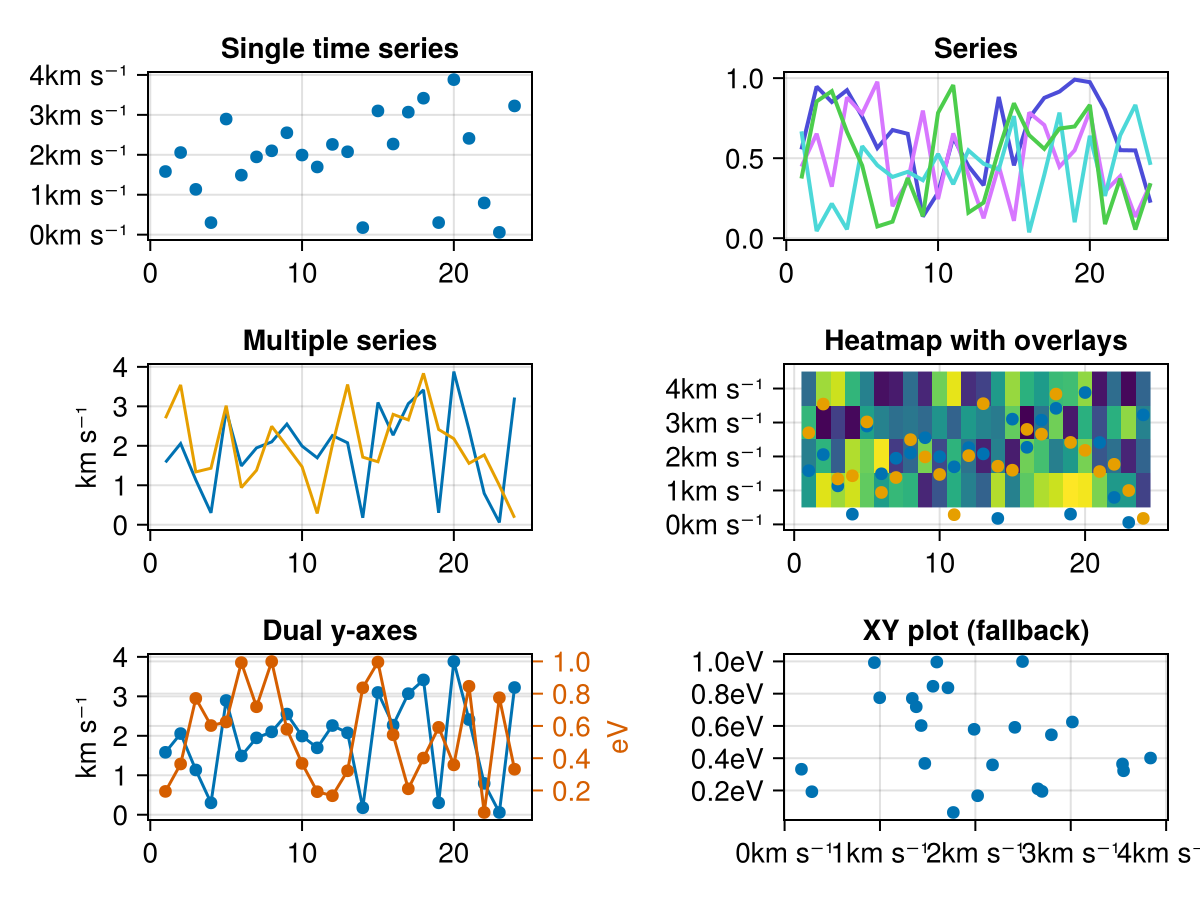 Single time series
4km s⁻¹
3km s⁻¹
2km s⁻¹
1km s⁻¹
0km s⁻¹
0 10 20
Series
1.0
0.5
0.0
0 10 20
Multiple series
km s⁻¹
4
3
2
1
0
0 10 20
Heatmap with overlays
4km s⁻¹
3km s⁻¹
2km s⁻¹
1km s⁻¹
0km s⁻¹
0 10 20
Dual y-axes
km s⁻¹
4
3
2
1
0
0 10 20
1.0
0.8
0.6
0.4
0.2
eV
XY plot (fallback)
1.0eV
0.8eV
0.6eV
0.4eV
0.2eV
0km s⁻¹ 1km s⁻¹ 2km s⁻¹ 3km s⁻¹ 4km s⁻